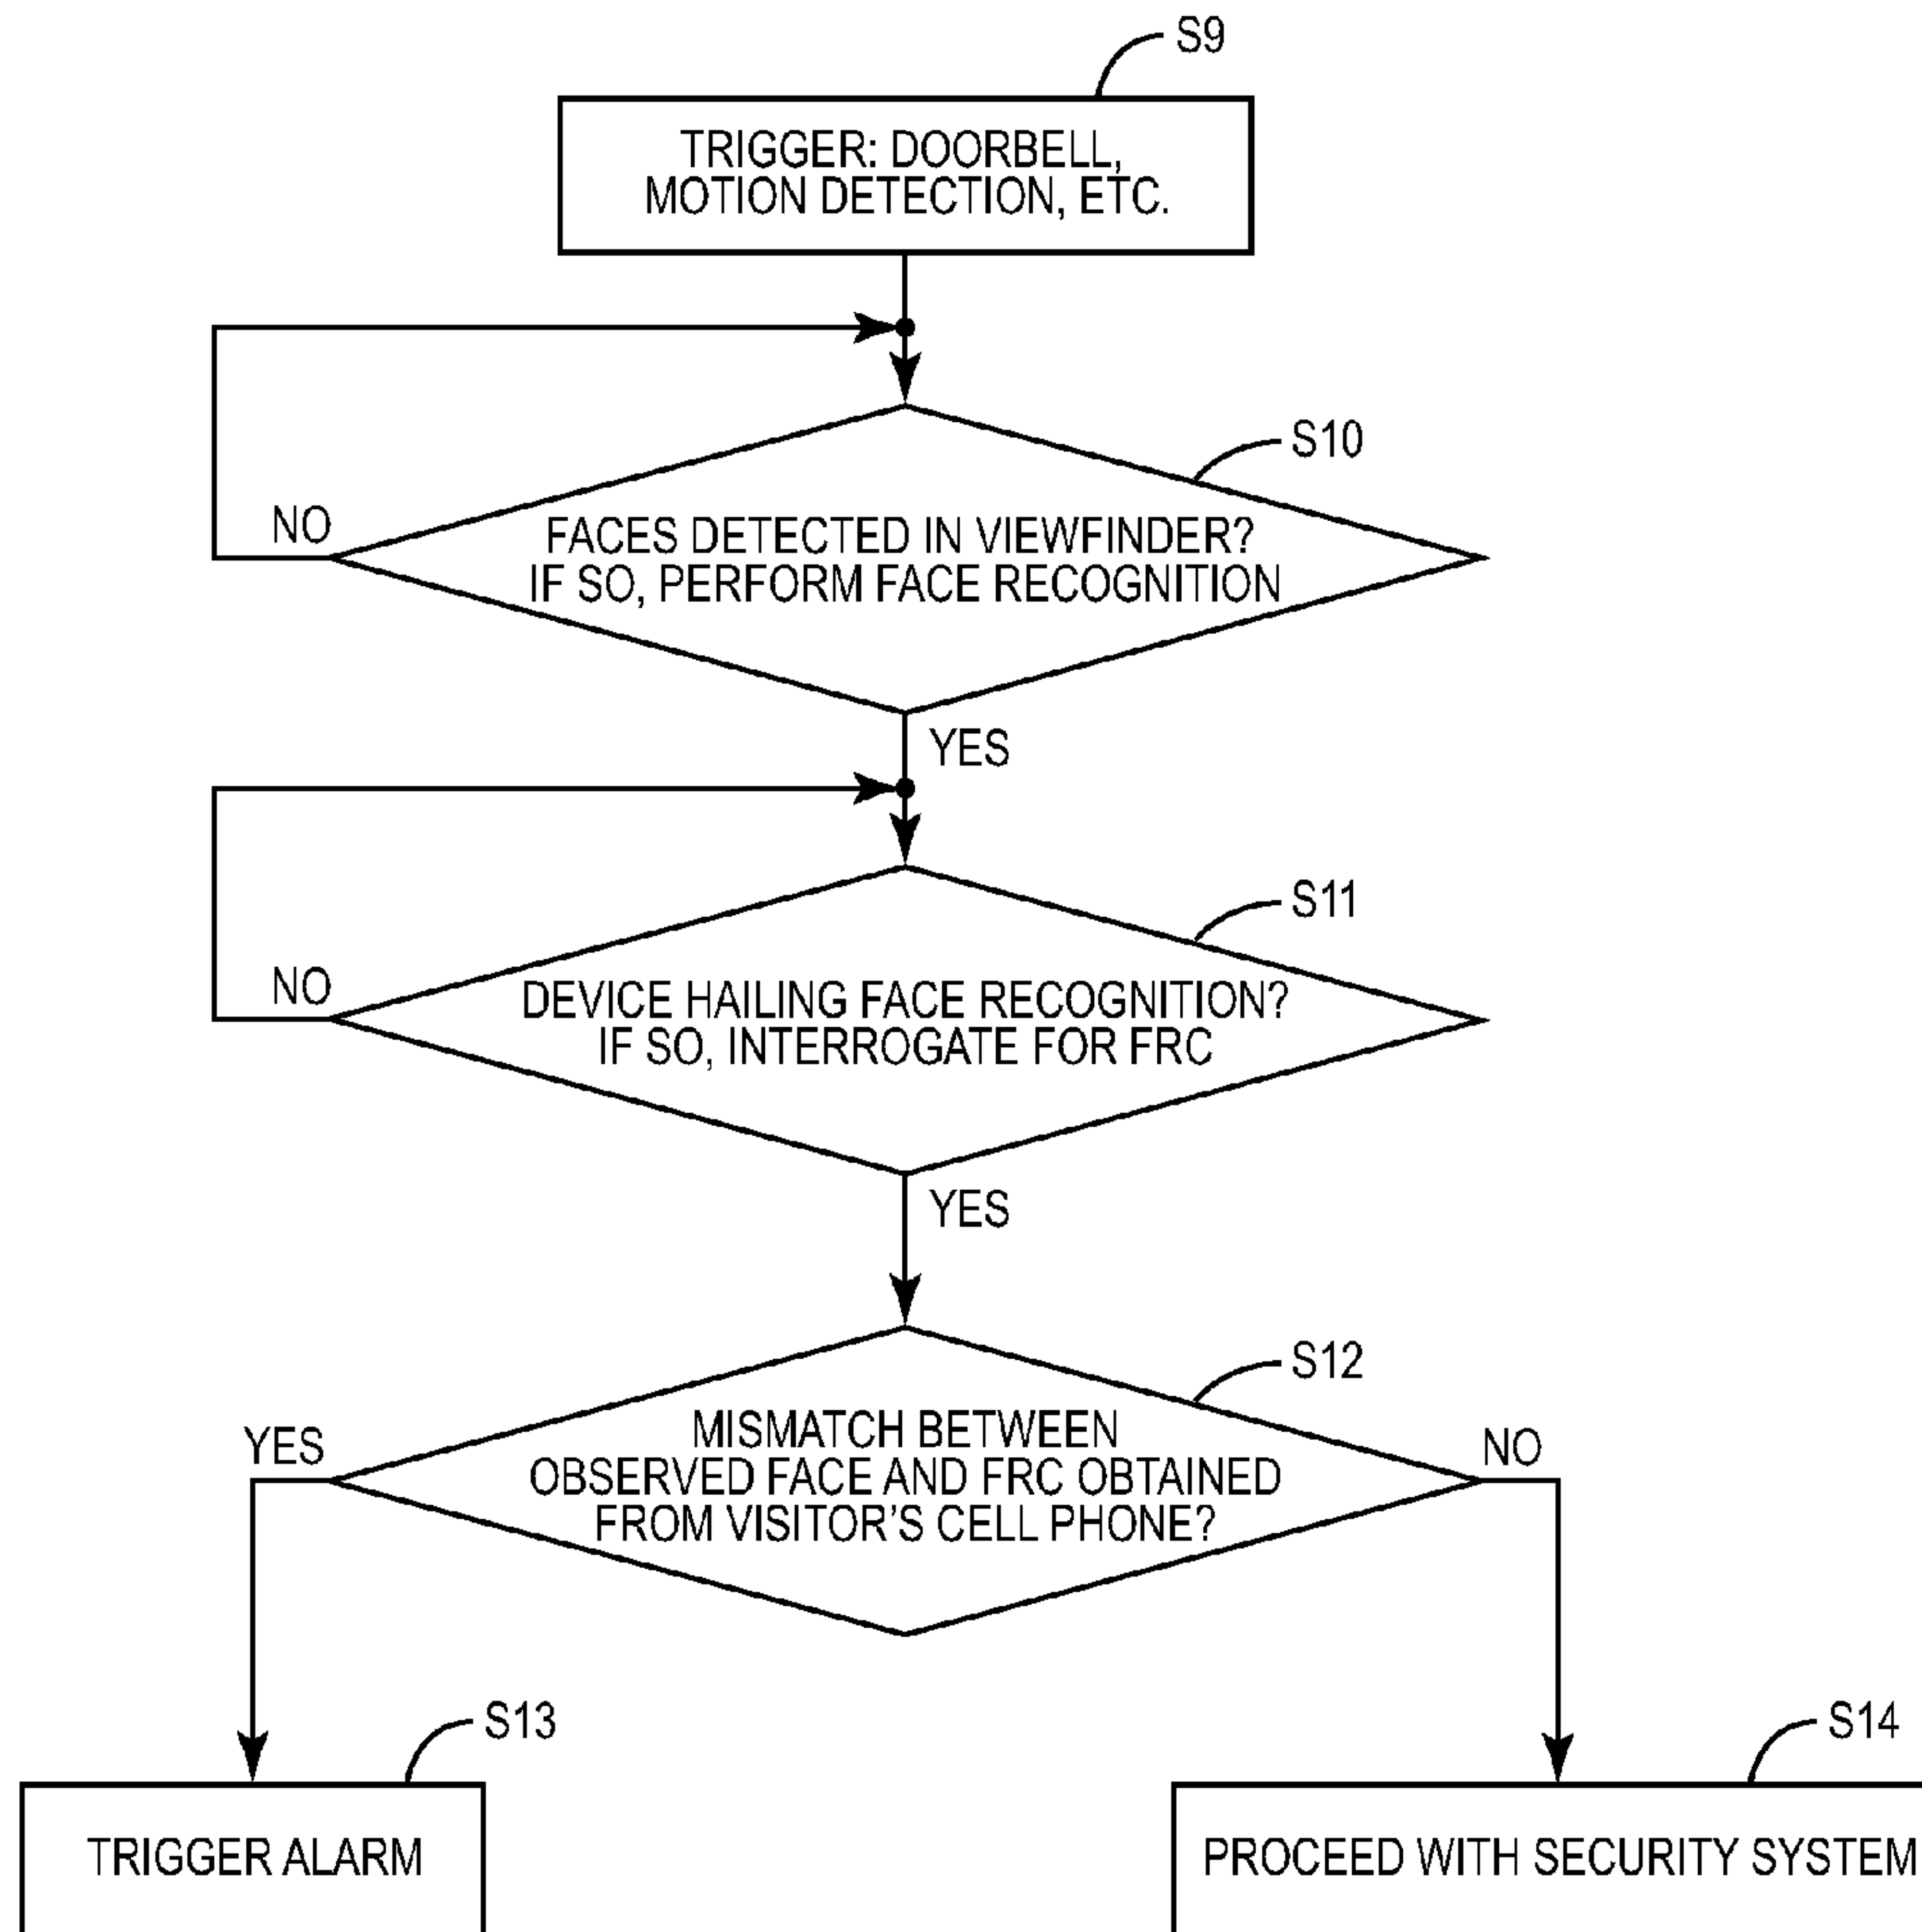 S9
TRIGGER: DOORBELL,
MOTION DETECTION, ETC.
S10
NO
FACES DETECTED IN VIEWFINDER?
IF SO, PERFORM FACE RECOGNITION
YES
S11
NO
DEVICE HAILING FACE RECOGNITION?
IF SO, INTERROGATE FOR FRC
YES
S12
YES
MISMATCH BETWEEN
OBSERVED FACE AND FRC OBTAINED
FROM VISITOR'S CELL PHONE?
NO
S13
TRIGGER ALARM
S14
PROCEED WITH SECURITY SYSTEM